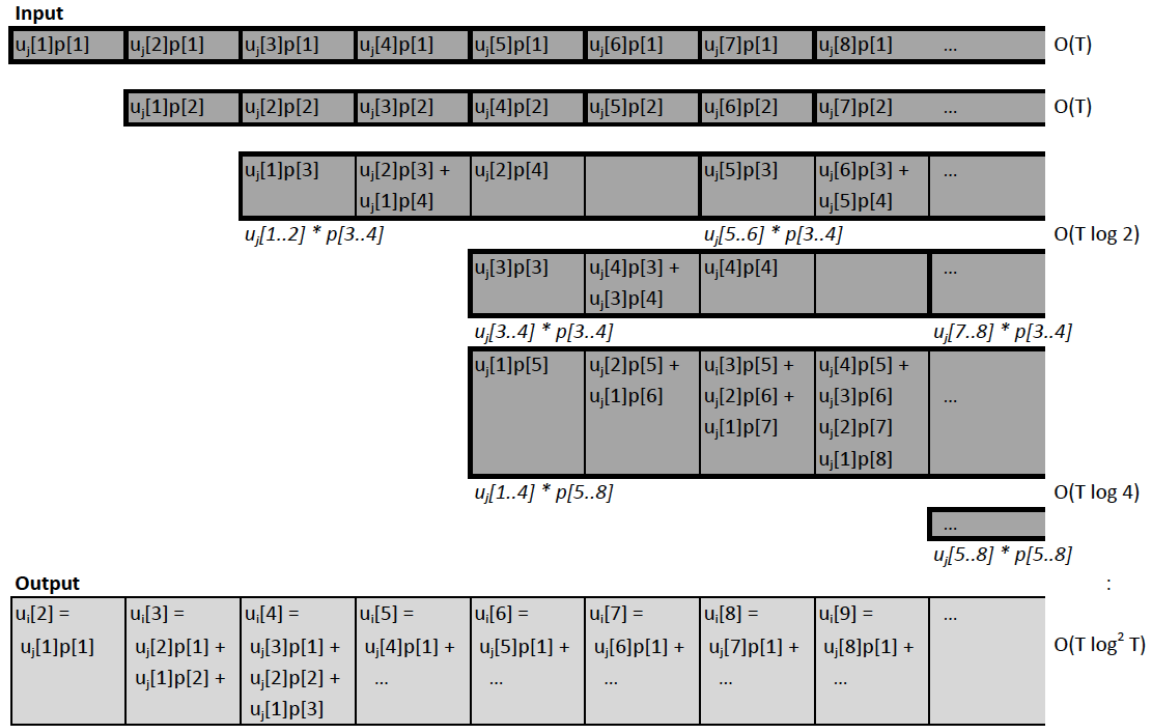 Input
uⱼ[1]p[1] uⱼ[2]p[1] uⱼ[3]p[1] uⱼ[4]p[1] uⱼ[5]p[1] uⱼ[6]p[1] uⱼ[7]p[1] uⱼ[8]p[1] ... O(T)
uⱼ[1]p[2] uⱼ[2]p[2] uⱼ[3]p[2] uⱼ[4]p[2] uⱼ[5]p[2] uⱼ[6]p[2] uⱼ[7]p[2] ... O(T)
uⱼ[1]p[3] uⱼ[2]p[3] + uⱼ[2]p[4] uⱼ[5]p[3] uⱼ[6]p[3] + ...
uⱼ[1]p[4] uⱼ[5]p[4]
uⱼ[1..2] * p[3..4] uⱼ[5..6] * p[3..4] O(T log 2)
uⱼ[3]p[3] uⱼ[4]p[3] + uⱼ[4]p[4] ...
uⱼ[3]p[4]
uⱼ[3..4] * p[3..4] uⱼ[7..8] * p[3..4]
uⱼ[1]p[5] uⱼ[2]p[5] + uⱼ[3]p[5] + uⱼ[4]p[5] +
uⱼ[1]p[6] uⱼ[2]p[6] + uⱼ[3]p[6] ...
uⱼ[1]p[7] uⱼ[2]p[7]
uⱼ[1]p[8]
uⱼ[1..4] * p[5..8] O(T log 4)
...
uⱼ[5..8] * p[5..8]
Output :
uᵢ[2] = uᵢ[3] = uᵢ[4] = uᵢ[5] = uᵢ[6] = uᵢ[7] = uᵢ[8] = uᵢ[9] = ...
uⱼ[1]p[1] uⱼ[2]p[1] + uⱼ[3]p[1] + uⱼ[4]p[1] + uⱼ[5]p[1] + uⱼ[6]p[1] + uⱼ[7]p[1] + uⱼ[8]p[1] + O(T log² T)
uⱼ[1]p[2] + uⱼ[2]p[2] + ... ... ... ... ...
uⱼ[1]p[3]